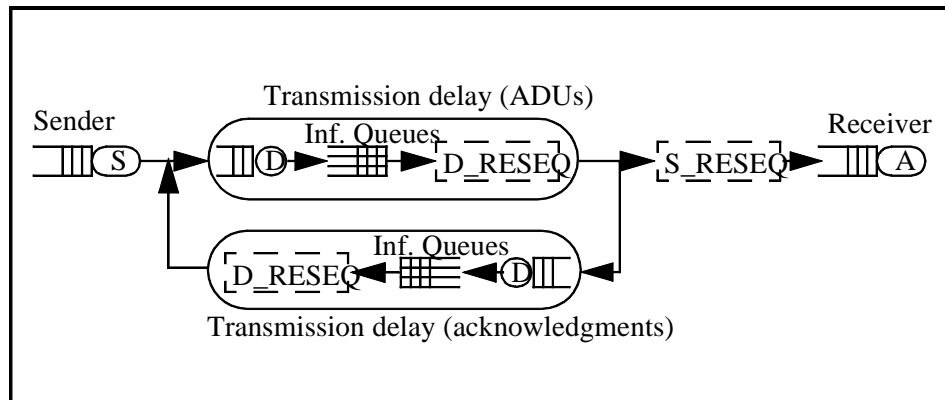 Transmission delay (ADUs)
Sender
Inf. Queues
Receiver
S
D
D_RESEQ
S_RESEQ
A
Inf. Queues
D_RESEQ
D
Transmission delay (acknowledgments)